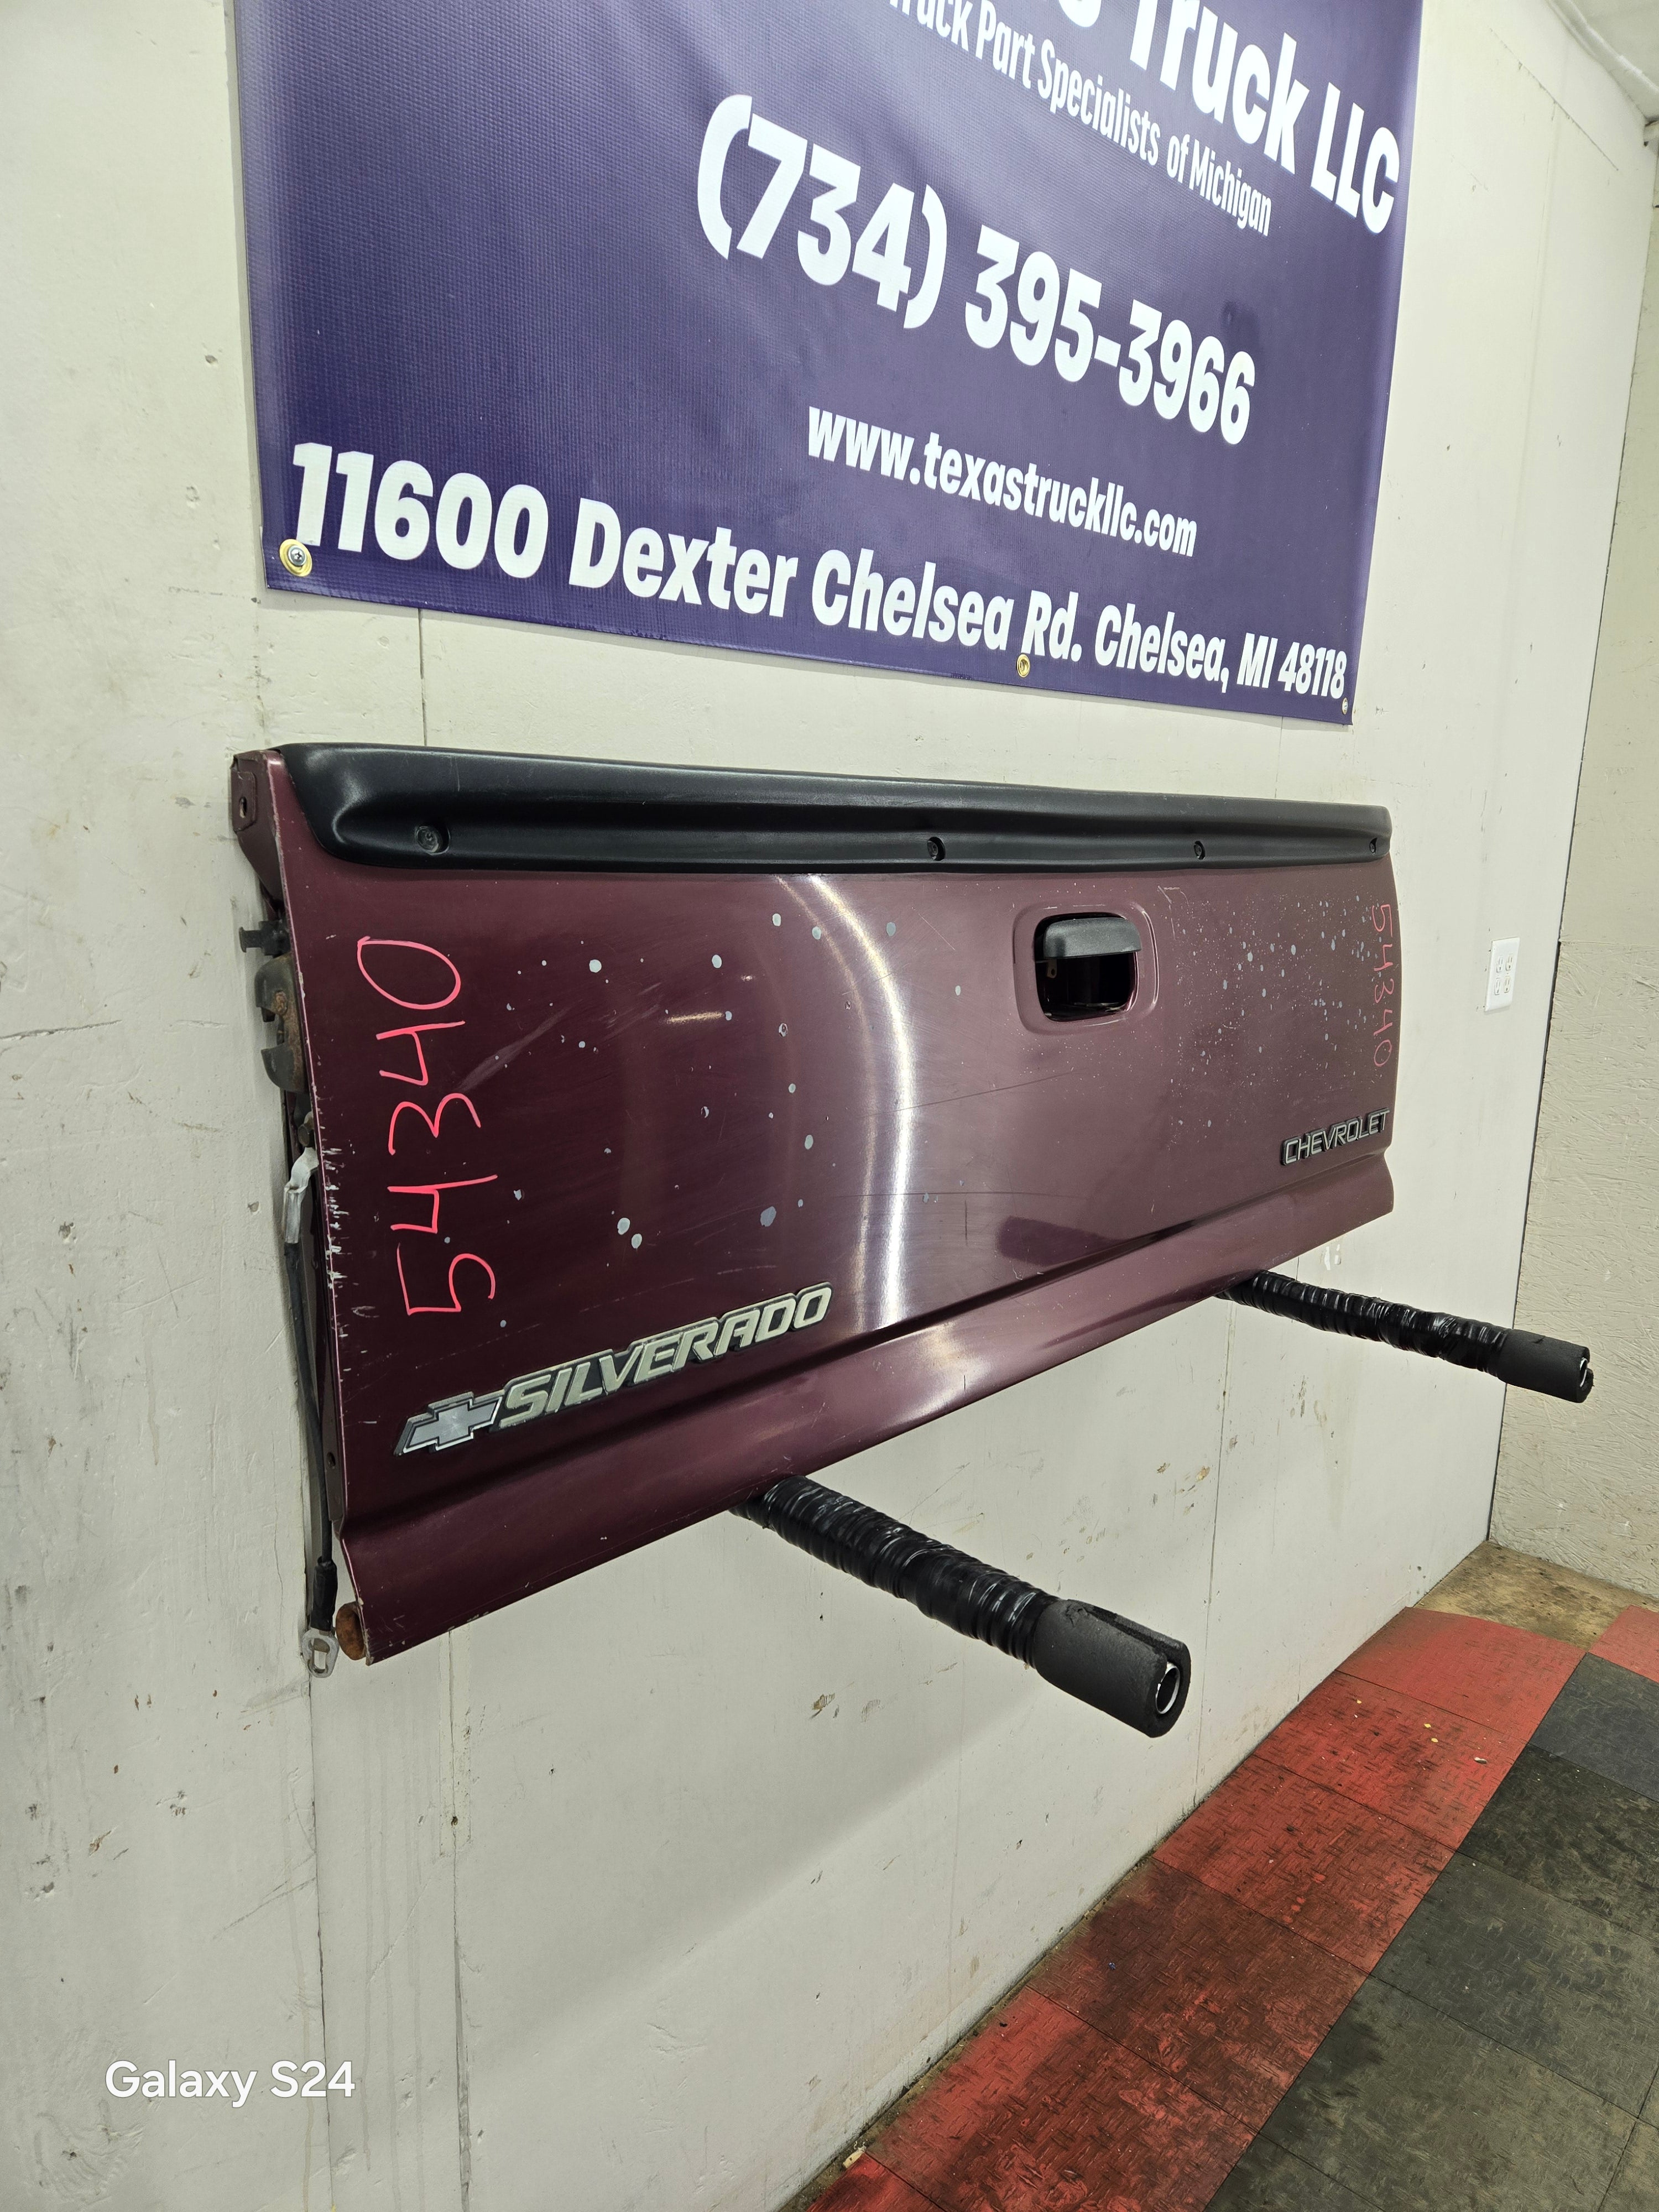 Truck LLC
Truck Part Specialists of Michigan
(734) 395-3966
www.texastruckllc.com
11600 Dexter Chelsea Rd. Chelsea, MI 48118
54340
54340
CHEVROLET
SILVERADO
Galaxy S24